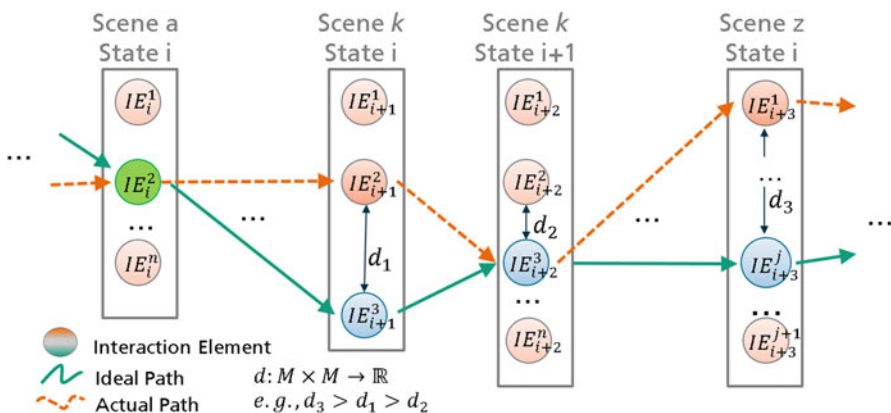 Scene a
State i
Scene k
State i
Scene k
State i+1
Scene z
State i
IE_i^1
IE_{i+1}^1
IE_{i+2}^1
IE_{i+3}^1
...
IE_i^2
...
IE_{i+1}^2
IE_{i+2}^2
...
...
IE_i^n
d_1
d_2
IE_{i+2}^3
...
d_3
IE_{i+3}^j
...
IE_{i+1}^3
...
IE_{i+2}^n
...
IE_{i+3}^{j+1}
Interaction Element
Ideal Path
d: M × M → ℝ
Actual Path
e.g., d_3 > d_1 > d_2